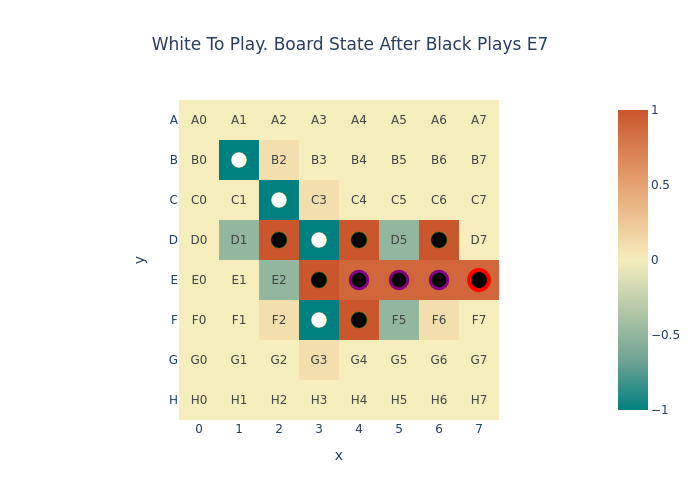 White To Play. Board State After Black Plays E7
A A0 A1 A2 A3 A4 A5 A6 A7
B B0 B2 B3 B4 B5 B6 B7
C C0 C1 C3 C4 C5 C6 C7
D D0 D1 D5 D7
E E0 E1 E2
F F0 F1 F2 F5 F6 F7
G G0 G1 G2 G3 G4 G5 G6 G7
H H0 H1 H2 H3 H4 H5 H6 H7
0 1 2 3 4 5 6 7
x
y
1
0.5
0
−0.5
−1